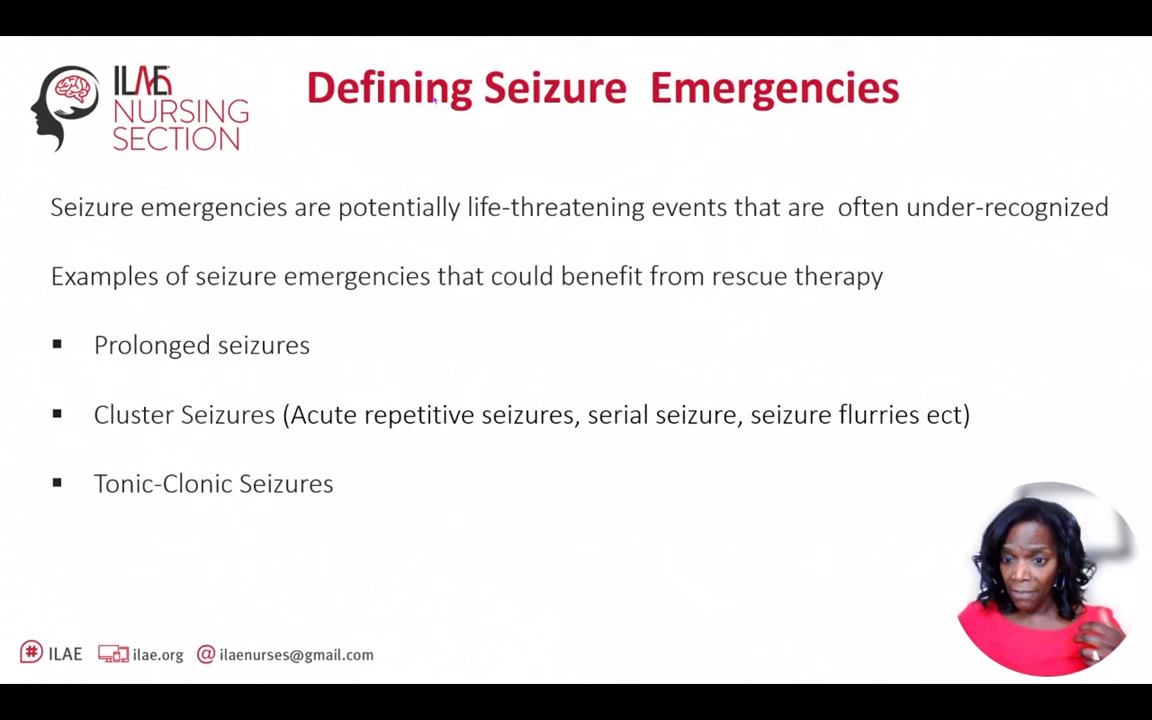 ILAE
NURSING
SECTION
Defining Seizure Emergencies
Seizure emergencies are potentially life-threatening events that are often under-recognized
Examples of seizure emergencies that could benefit from rescue therapy
▪ Prolonged seizures
▪ Cluster Seizures (Acute repetitive seizures, serial seizure, seizure flurries ect)
▪ Tonic-Clonic Seizures
# ILAE ilae.org @ ilaenurses@gmail.com